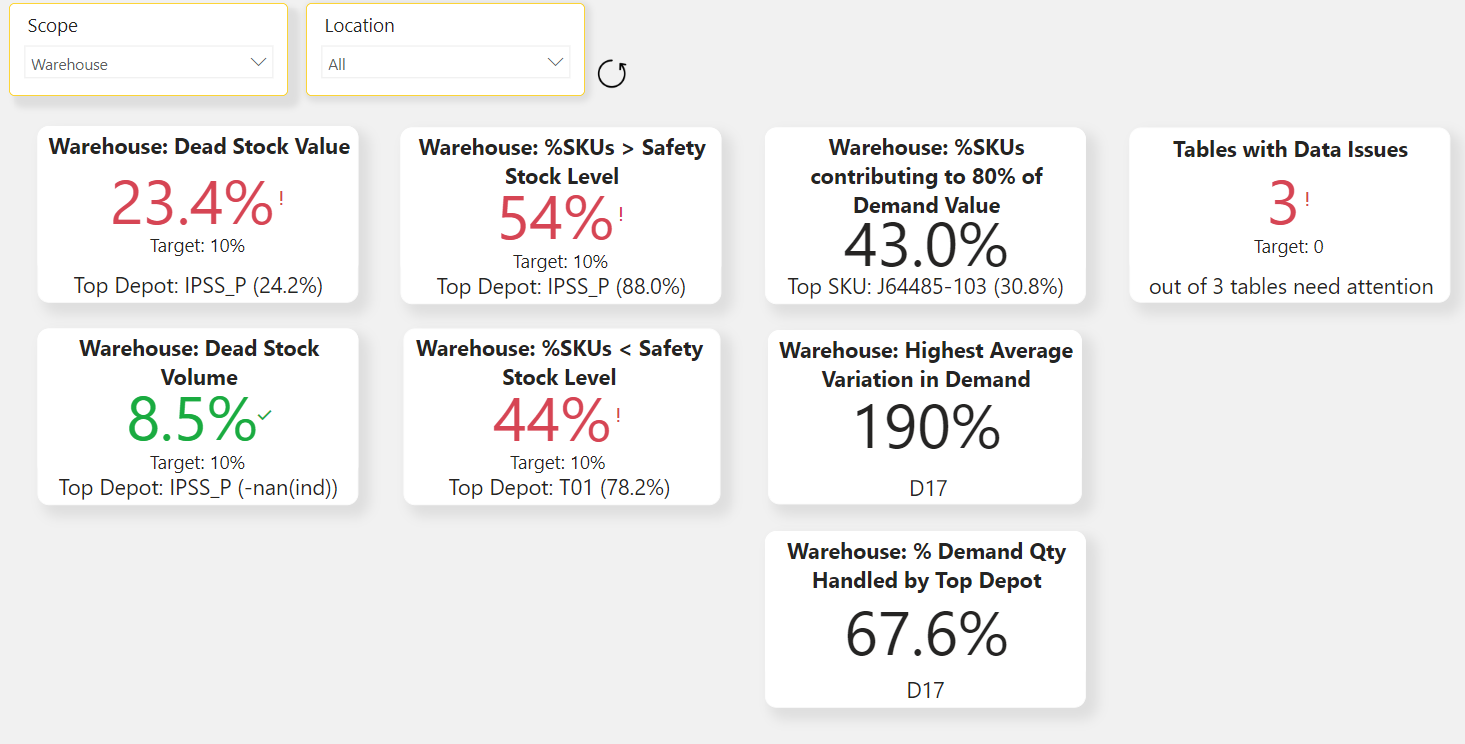 Scope
Warehouse
Location
All
Warehouse: Dead Stock Value
23.4%!
Target: 10%
Top Depot: IPSS_P (24.2%)
Warehouse: %SKUs > Safety
Stock Level
54%!
Target: 10%
Top Depot: IPSS_P (88.0%)
Warehouse: %SKUs
contributing to 80% of
Demand Value
43.0%
Top SKU: J64485-103 (30.8%)
Tables with Data Issues
3!
Target: 0
out of 3 tables need attention
Warehouse: Dead Stock
Volume
8.5%✓
Target: 10%
Top Depot: IPSS_P (-nan(ind))
Warehouse: %SKUs < Safety
Stock Level
44%!
Target: 10%
Top Depot: T01 (78.2%)
Warehouse: Highest Average
Variation in Demand
190%
D17
Warehouse: % Demand Qty
Handled by Top Depot
67.6%
D17